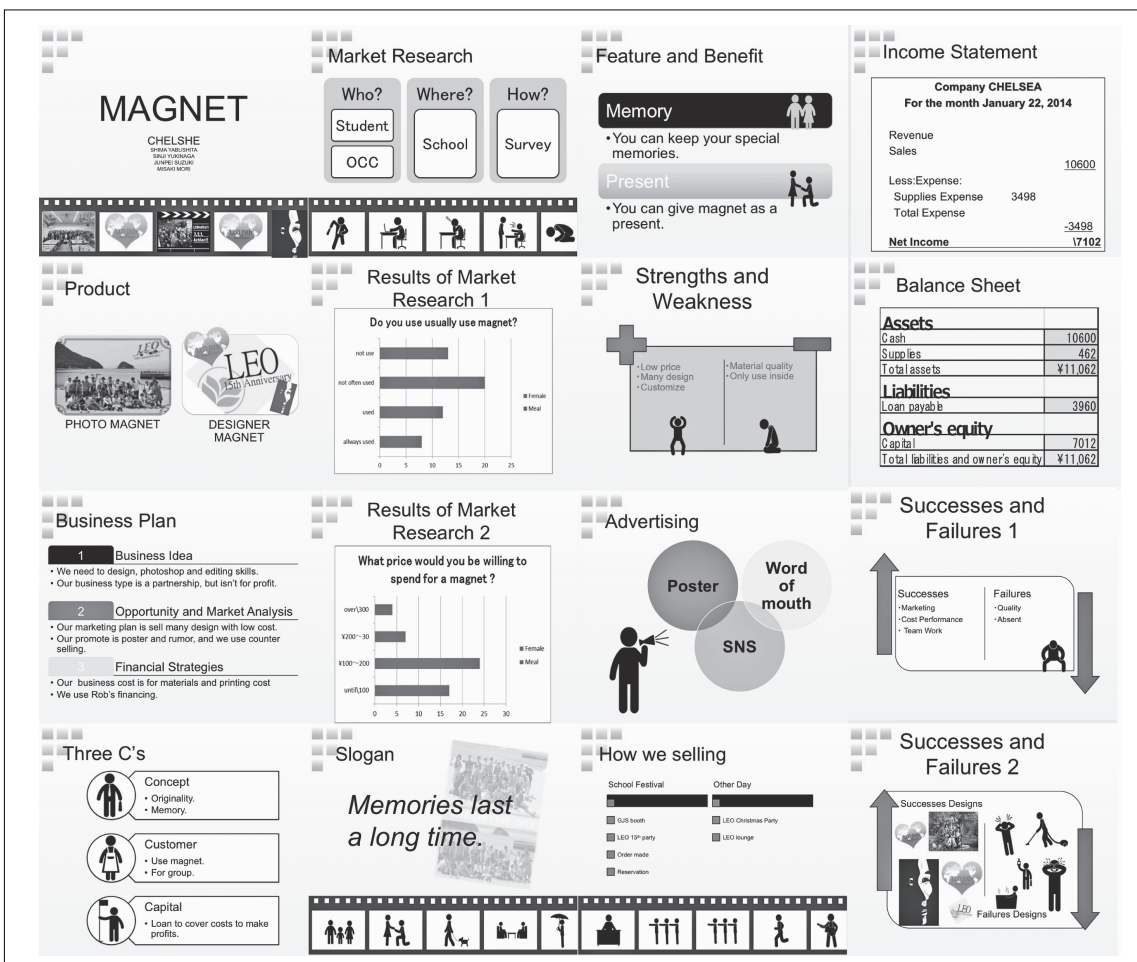 MAGNET
CHELSHE
SHIMA YABUSHITA
SINJI YUKINAGA
JUNPEI SUZUKI
MISAKI MORI
Product
LEO
LEO
15th Anniversary
PHOTO MAGNET
DESIGNER
MAGNET
Business Plan
1 Business Idea
• We need to design, photoshop and editing skills.
• Our business type is a partnership, but isn't for profit.
2 Opportunity and Market Analysis
• Our marketing plan is sell many design with low cost.
• Our promote is poster and rumor, and we use counter
selling.
3 Financial Strategies
• Our business cost is for materials and printing cost
• We use Rob's financing.
Three C's
Concept
• Originality.
• Memory.
Customer
• Use magnet.
• For group.
Capital
• Loan to cover costs to make
profits.
Market Research
Who?
Student
OCC
Where?
School
How?
Survey
Results of Market
Research 1
Do you use usually use magnet?
not use
not often used
used
allways used
0 5 10 15 20 25
Female
Meal
Results of Market
Research 2
What price would you be willing to
spend for a magnet ?
over\300
¥200～30
¥100～200
until\100
0 5 10 15 20 25 30
Female
Meal
Slogan
Memories last
a long time.
Feature and Benefit
Memory
•You can keep your special
memories.
Present
•You can give magnet as a
present.
Strengths and
Weakness
•Low price
•Many design
•Customize
•Material quality
•Only use inside
Advertising
Poster
Word
of
mouth
SNS
How we selling
School Festival
GJS booth
LEO 15th party
Order made
Reservation
Other Day
LEO Christmas Party
LEO lounge
Income Statement
Company CHELSEA
For the month January 22, 2014
Revenue
Sales
10600
Less:Expense:
Supplies Expense 3498
Total Expense
-3498
Net Income \7102
Balance Sheet
Assets
Cash 10600
Supplies 462
Total assets ¥11,062
Liabilities
Loan payable 3960
Owner's equity
Capital 7012
Total liabilities and owner's equity ¥11,062
Successes and
Failures 1
Successes
•Marketing
•Cost Performance
• Team Work
Failures
•Quality
•Absent
Successes and
Failures 2
Successes Designs
LEO
Failures Designs